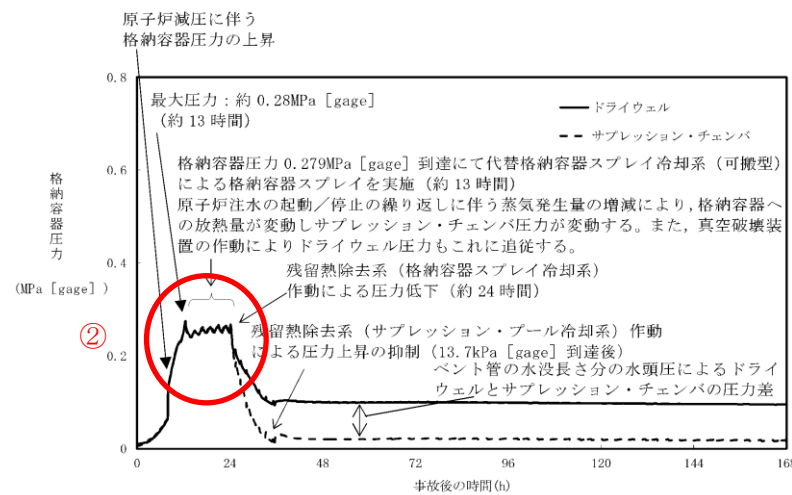 原子炉減圧に伴う
格納容器圧力の上昇
0.8
最大圧力：約 0.28MPa［gage］
（約 13 時間）
ドライウェル
サプレッション・チェンバ
格納容器圧力 0.279MPa［gage］到達にて代替格納容器スプレイ冷却系（可搬型）
による格納容器スプレイを実施（約 13 時間）
原子炉注水の起動／停止の繰り返しに伴う蒸気発生量の増減により，格納容器へ
の放熱量が変動しサプレッション・チェンバ圧力が変動する。また，真空破壊装
置の作動によりドライウェル圧力もこれに追従する。
0.6
格納容器圧力
(MPa［gage］)
0.4
残留熱除去系（格納容器スプレイ冷却系）
作動による圧力低下（約 24 時間）
②
残留熱除去系（サプレッション・プール冷却系）作動
による圧力上昇の抑制（13.7kPa［gage］到達後）
0.2
ベント管の水没長さ分の水頭圧によるドライ
ウェルとサプレッション・チェンバの圧力差
0
0 24 48 72 96 120 144 168
事故後の時間(h)